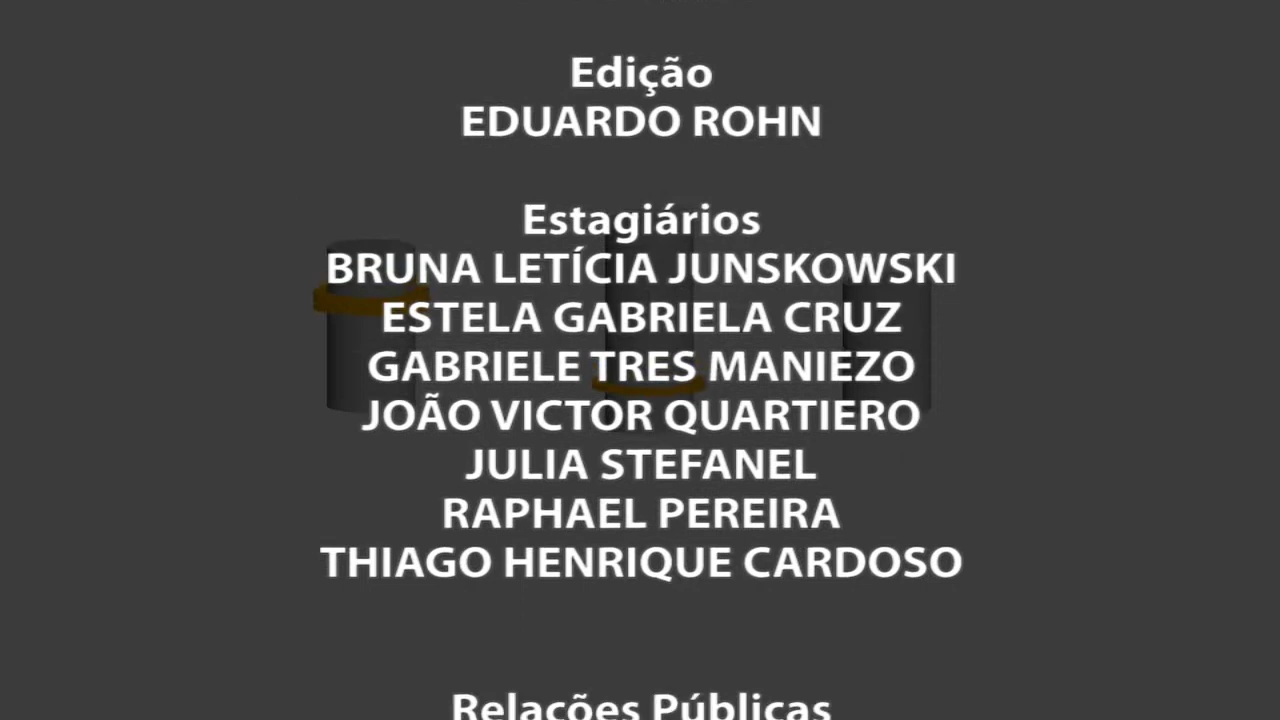 Edição
EDUARDO ROHN
Estagiários
BRUNA LETÍCIA JUNSKOWSKI
ESTELA GABRIELA CRUZ
GABRIELE TRES MANIEZO
JOÃO VICTOR QUARTIERO
JULIA STEFANEL
RAPHAEL PEREIRA
THIAGO HENRIQUE CARDOSO
Relações Públicas